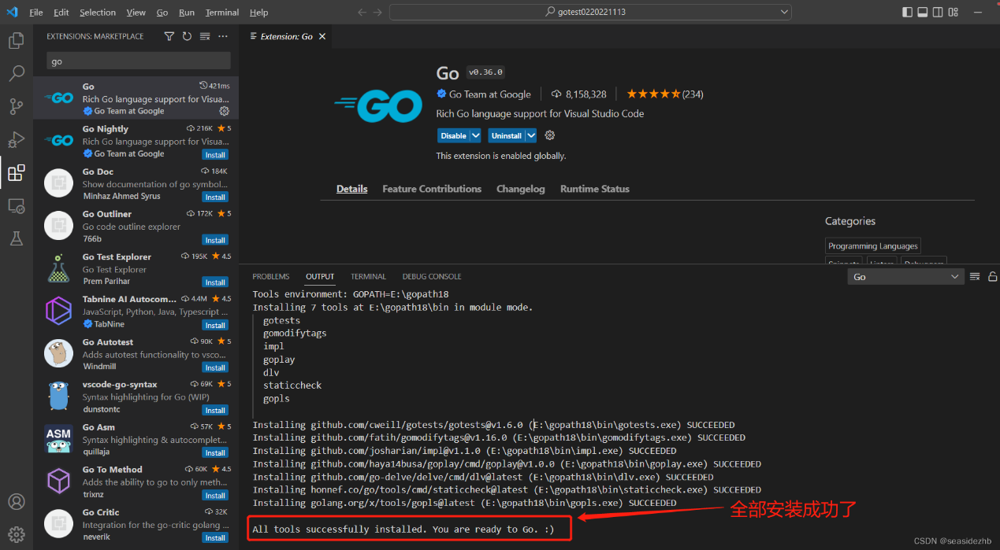 File Edit Selection View Go Run Terminal Help
gotest0220221113
EXTENSIONS: MARKETPLACE
go
Go 421ms
Rich Go language support for Visua...
Go Team at Google
Go Nightly 216K 5
Rich Go language support for Visua...
Go Team at Google Install
Go Doc 184K
Show documentation of go symbol...
Minhaz Ahmed Syrus Install
Go Outliner 172K 5
Go code outline explorer
766b Install
Go Test Explorer 195K 4.5
Go Test Explorer
Prem Parihar Install
Tabnine AI Autocom... 4.4M 4.5
JavaScript, Python, Java, Typescript ...
TabNine Install
Go Autotest 90K 5
Adds autotest functionality to vsco...
Windmill Install
vscode-go-syntax 69K 5
Syntax highlighting for Go (WIP)
dunstontc Install
ASM
Go Asm 57K 5
Syntax highlighting & autocomplet...
quillaja Install
Go To Method 60K 4.5
Adds the ability to go to only meth...
trixnz Install
Go Critic 32K
Integration for the go-critic golang ...
neverik Install
Extension: Go
GO
Go v0.36.0
Go Team at Google 8,158,328 (234)
Rich Go language support for Visual Studio Code
Disable Uninstall
This extension is enabled globally.
Details Feature Contributions Changelog Runtime Status
Categories
Programming Languages
Snippets Linters Debuggers
PROBLEMS OUTPUT TERMINAL DEBUG CONSOLE Go
Tools environment: GOPATH=E:\gopath18
Installing 7 tools at E:\gopath18\bin in module mode.
gotests
gomodifytags
impl
goplay
dlv
staticcheck
gopls
Installing github.com/cweill/gotests/gotests@v1.6.0 (E:\gopath18\bin\gotests.exe) SUCCEEDED
Installing github.com/fatih/gomodifytags@v1.16.0 (E:\gopath18\bin\gomodifytags.exe) SUCCEEDED
Installing github.com/josharian/impl@v1.1.0 (E:\gopath18\bin\impl.exe) SUCCEEDED
Installing github.com/haya14busa/goplay/cmd/goplay@v1.0.0 (E:\gopath18\bin\goplay.exe) SUCCEEDED
Installing github.com/go-delve/delve/cmd/dlv@latest (E:\gopath18\bin\dlv.exe) SUCCEEDED
Installing honnef.co/go/tools/cmd/staticcheck@latest (E:\gopath18\bin\staticcheck.exe) SUCCEEDED
Installing golang.org/x/tools/gopls@latest (E:\gopath18\bin\gopls.exe) SUCCEEDED
全部安装成功了
All tools successfully installed. You are ready to Go. :)
CSDN @seasidezhb